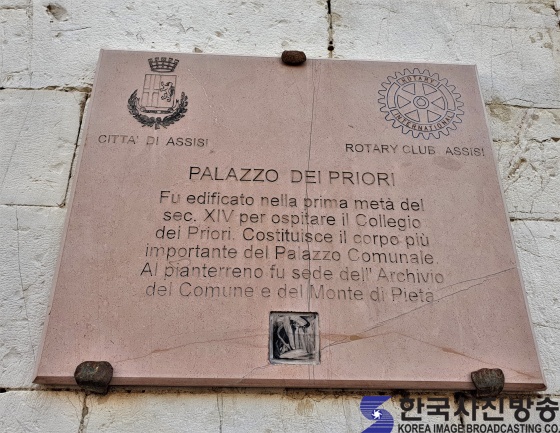 CITTA' DI ASSISI
ROTARY INTERNATIONAL
ROTARY CLUB ASSISI
PALAZZO DEI PRIORI
Fu edificato nella prima metà del
sec. XIV per ospitare il Collegio
dei Priori. Costituisce il corpo più
importante del Palazzo Comunale.
Al pianterreno fu sede dell' Archivio
del Comune e del Monte di Pietà.
한국사진방송
KOREA IMAGE BROADCASTING CO.